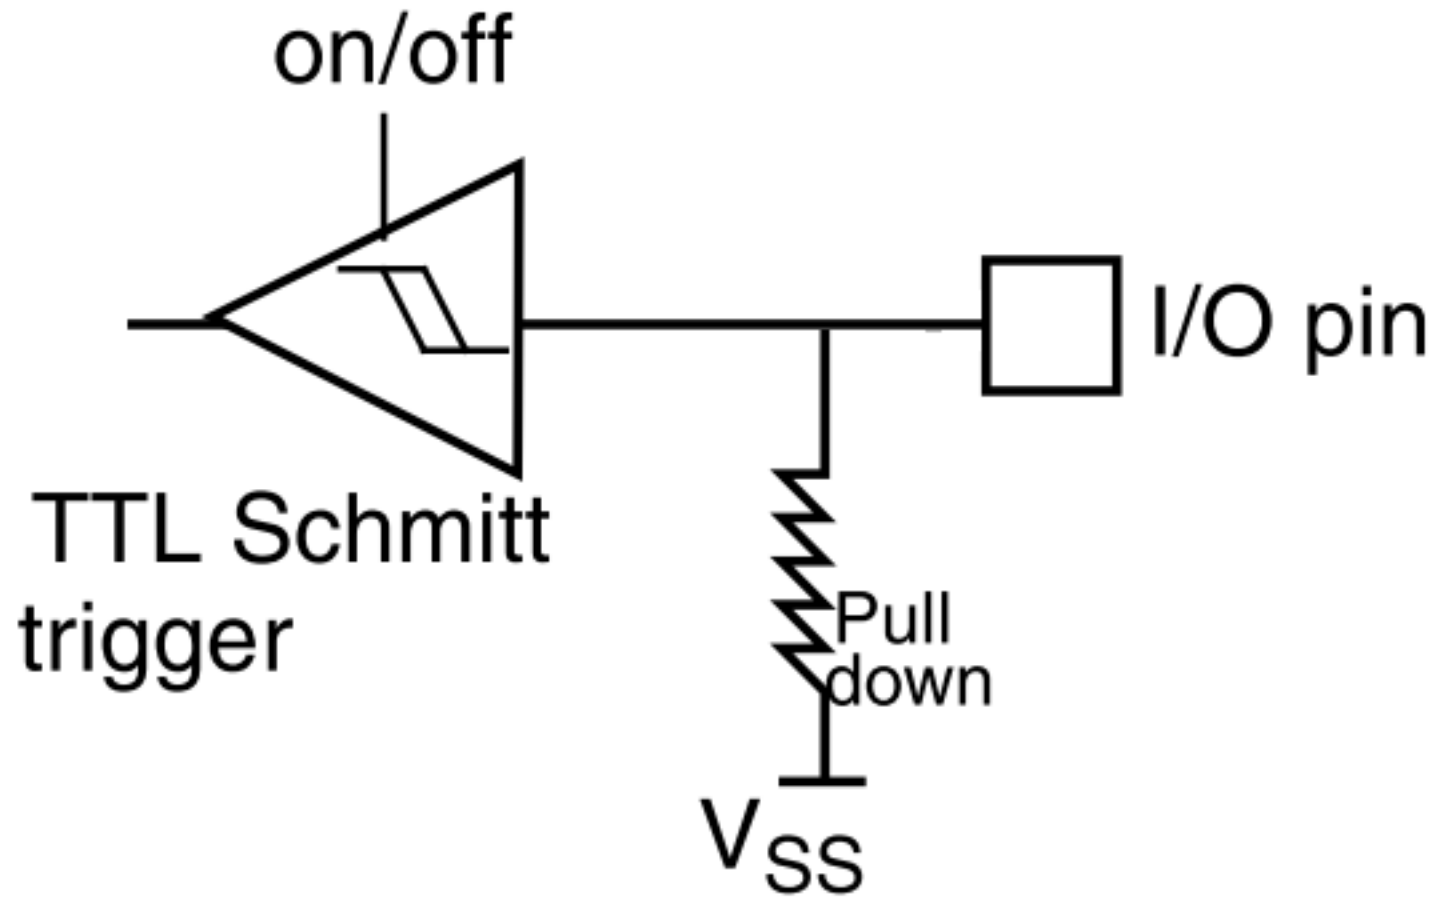 on/off
I/O pin
TTL Schmitt
trigger
Pull
down
VSS